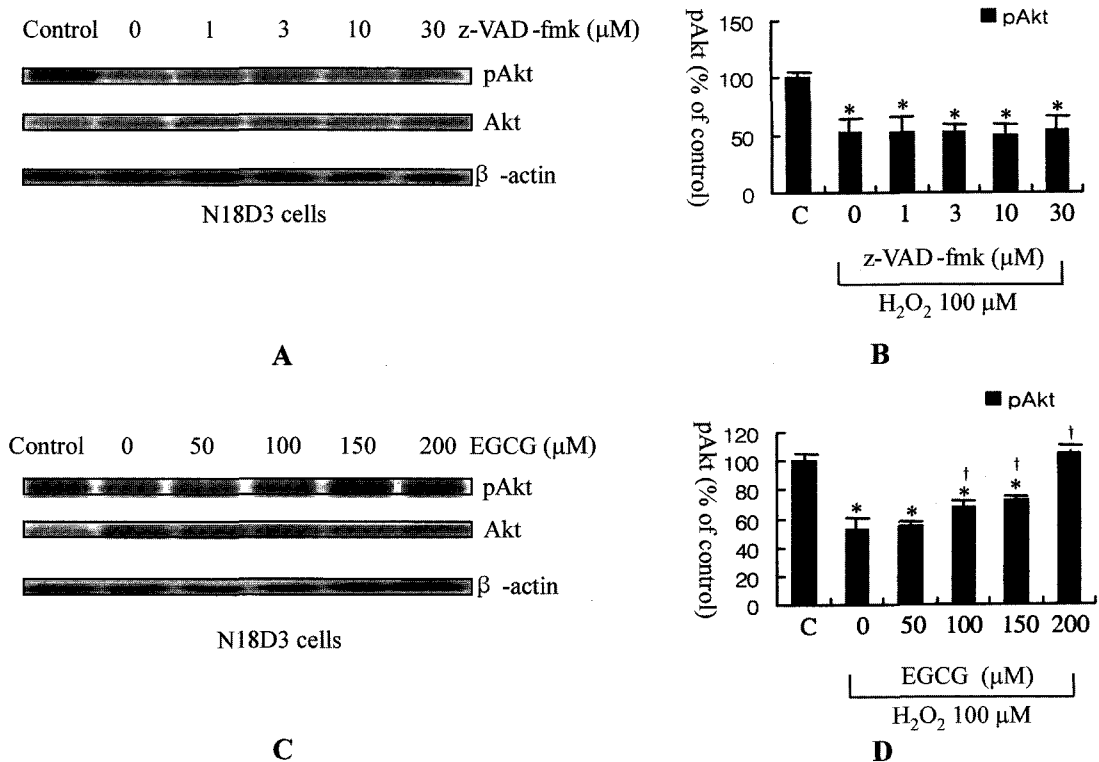 Control 0 1 3 10 30 z-VAD-fmk (μM)
pAkt
Akt
β -actin
N18D3 cells
A
pAkt
pAkt (% of control)
150
100
50
0
* * * * *
C 0 1 3 10 30
z-VAD-fmk (μM)
H₂O₂ 100 μM
B
Control 0 50 100 150 200 EGCG (μM)
pAkt
Akt
β -actin
N18D3 cells
C
pAkt
pAkt (% of control)
120
100
80
60
40
20
0
† † †
* * * *
C 0 50 100 150 200
EGCG (μM)
H₂O₂ 100 μM
D